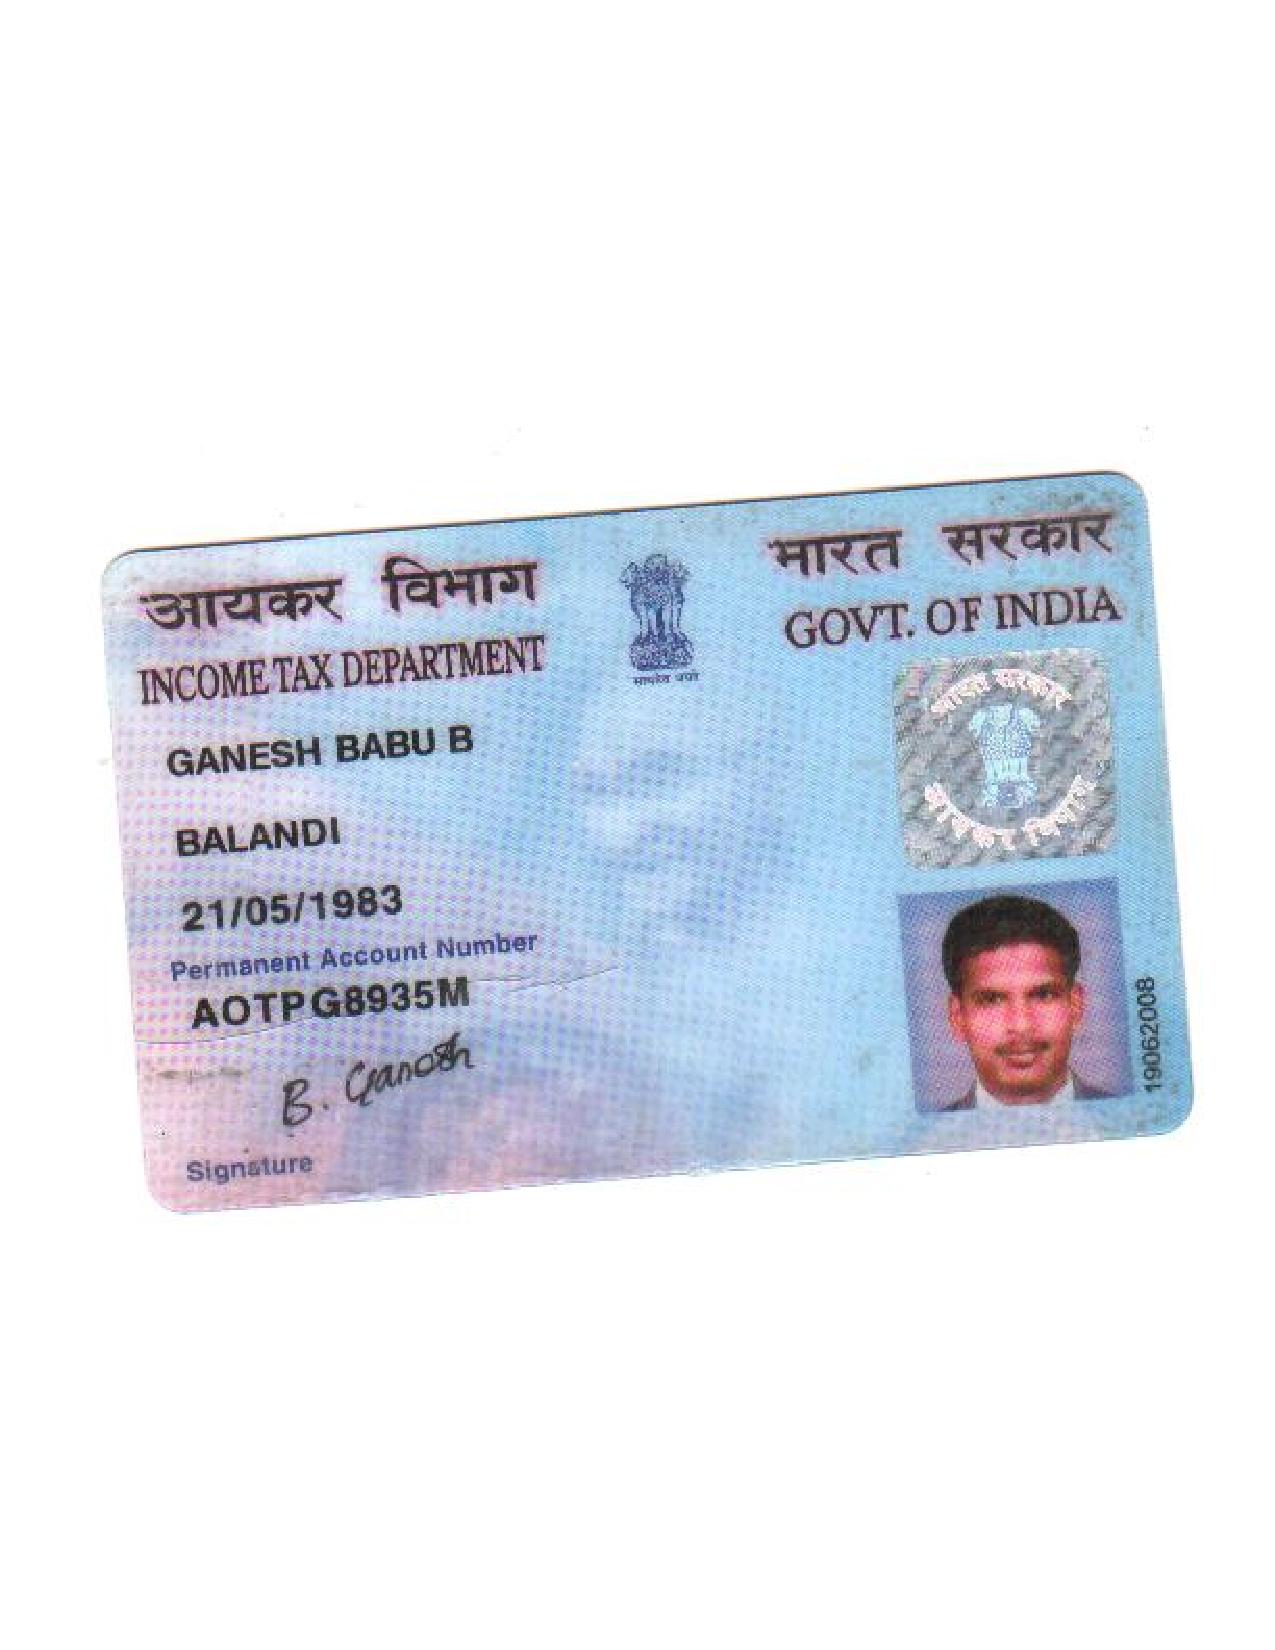 आयकर विभाग
INCOME TAX DEPARTMENT
भारत सरकार
GOVT. OF INDIA
GANESH BABU B
BALANDI
21/05/1983
Permanent Account Number
AOTPG8935M
B. Ganesh
Signature
सत्यमेव जयते
भारत सरकार
आयकर विभाग
19062008